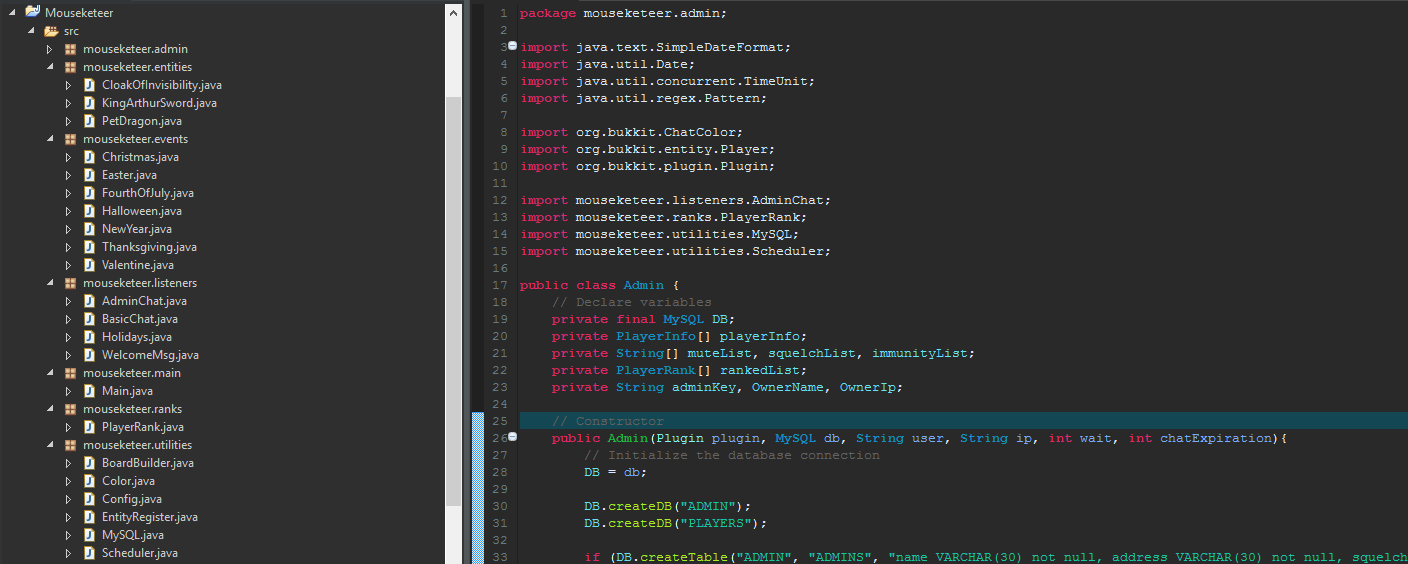 Mouseketeer
src
mouseketeer.admin
mouseketeer.entities
CloakOfInvisibility.java
KingArthurSword.java
PetDragon.java
mouseketeer.events
Christmas.java
Easter.java
FourthOfJuly.java
Halloween.java
NewYear.java
Thanksgiving.java
Valentine.java
mouseketeer.listeners
AdminChat.java
BasicChat.java
Holidays.java
WelcomeMsg.java
mouseketeer.main
Main.java
mouseketeer.ranks
PlayerRank.java
mouseketeer.utilities
BoardBuilder.java
Color.java
Config.java
EntityRegister.java
MySQL.java
Scheduler.java
1 package mouseketeer.admin;
2
3 import java.text.SimpleDateFormat;
4 import java.util.Date;
5 import java.util.concurrent.TimeUnit;
6 import java.util.regex.Pattern;
7
8 import org.bukkit.ChatColor;
9 import org.bukkit.entity.Player;
10 import org.bukkit.plugin.Plugin;
11
12 import mouseketeer.listeners.AdminChat;
13 import mouseketeer.ranks.PlayerRank;
14 import mouseketeer.utilities.MySQL;
15 import mouseketeer.utilities.Scheduler;
16
17 public class Admin {
18 // Declare variables
19 private final MySQL DB;
20 private PlayerInfo[] playerInfo;
21 private String[] muteList, squelchList, immunityList;
22 private PlayerRank[] rankedList;
23 private String adminKey, OwnerName, OwnerIp;
24
25 // Constructor
26 public Admin(Plugin plugin, MySQL db, String user, String ip, int wait, int chatExpiration){
27 // Initialize the database connection
28 DB = db;
29
30 DB.createDB("ADMIN");
31 DB.createDB("PLAYERS");
32
33 if (DB.createTable("ADMIN", "ADMINS", "name VARCHAR(30) not null, address VARCHAR(30) not null, squelch